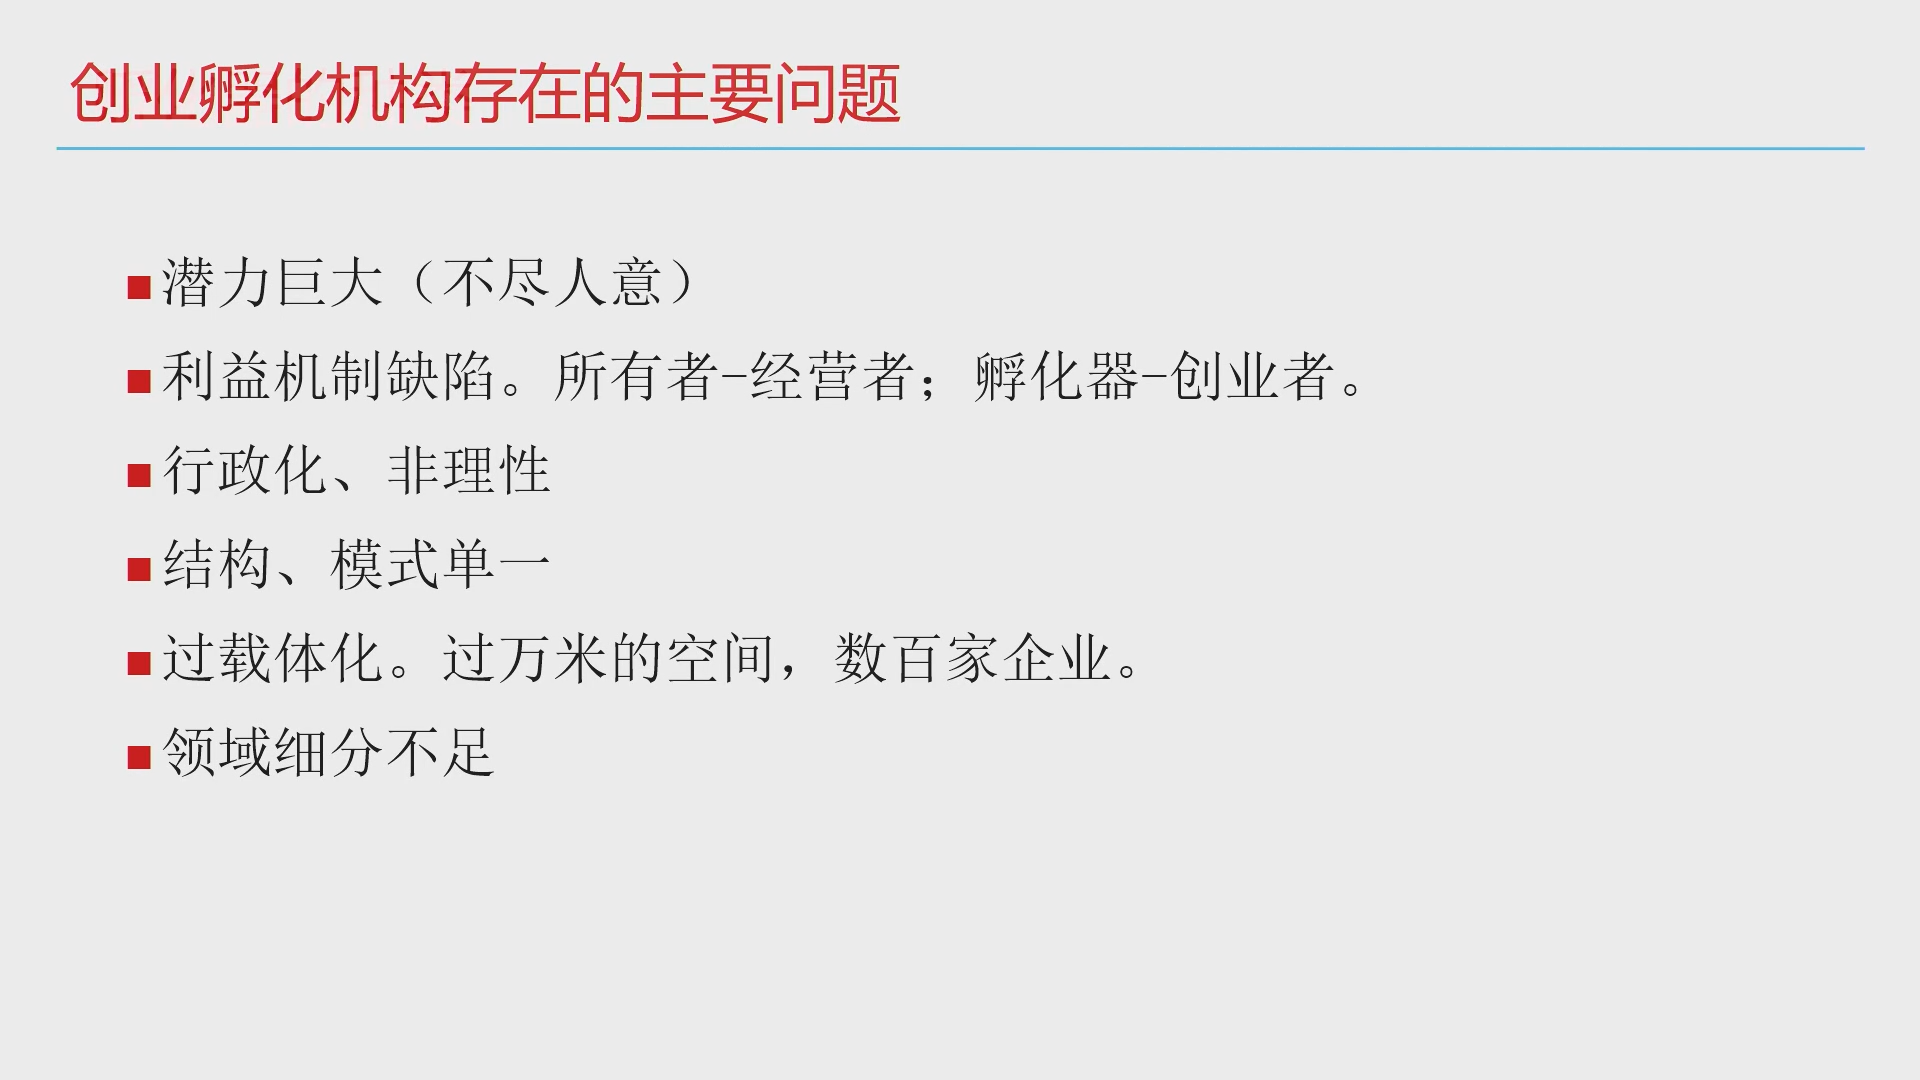 创业孵化机构存在的主要问题
潜力巨大（不尽人意）
利益机制缺陷。所有者-经营者；孵化器-创业者。
行政化、非理性
结构、模式单一
过载体化。过万米的空间，数百家企业。
领域细分不足